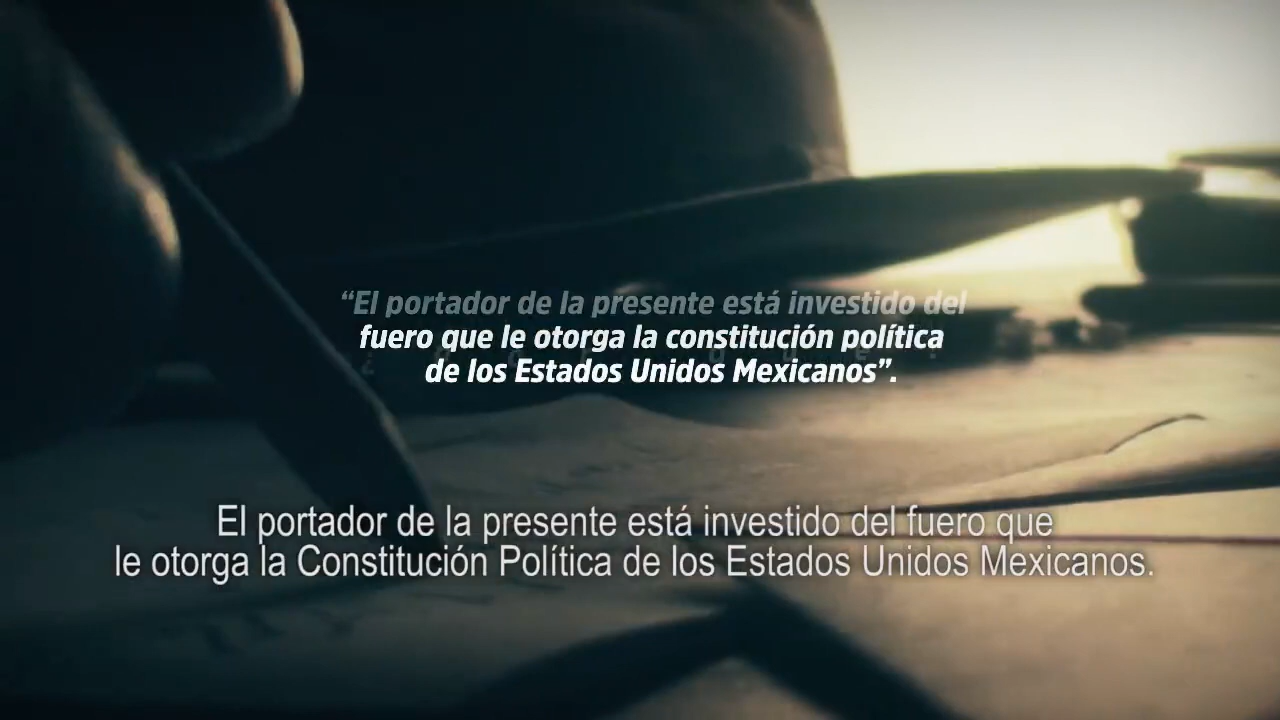 “El portador de la presente está investido del
fuero que le otorga la constitución política
de los Estados Unidos Mexicanos”.
El portador de la presente está investido del fuero que
le otorga la Constitución Política de los Estados Unidos Mexicanos.